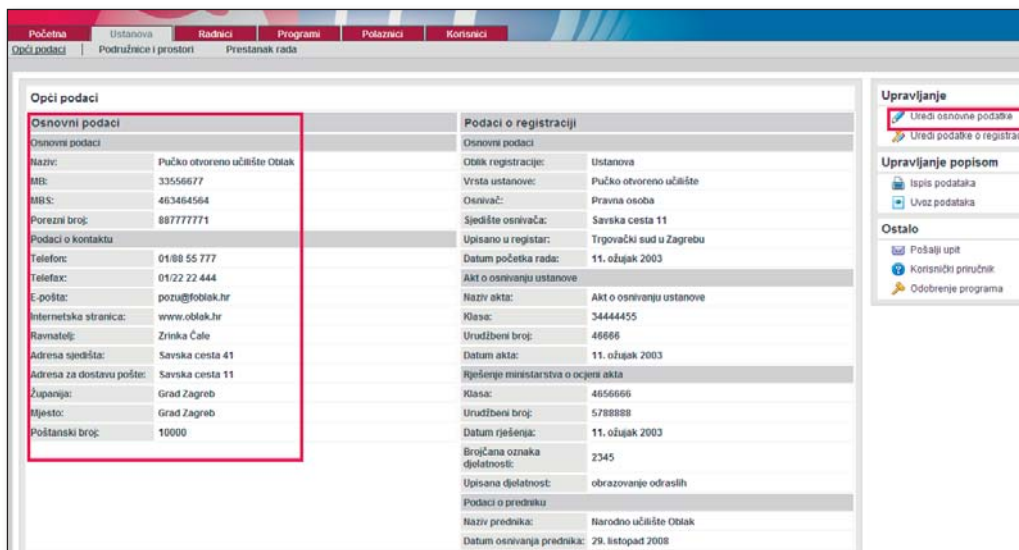 Početna Ustanova Radnici Programi Polaznici Korisnici
Opći podaci | Podružnice i prostori Prestanak rada
Opći podaci
Osnovni podaci
Osnovni podaci
Naziv: Pučko otvoreno učilište Oblak
MB: 33556677
MBS: 463464564
Porezni broj: 887777771
Podaci o kontaktu
Telefon: 01/88 55 777
Telefax: 01/22 22 444
E-pošta: pozu@foblak.hr
Internetska stranica: www.oblak.hr
Ravnatelj: Zrinka Čale
Adresa sjedišta: Savska cesta 41
Adresa za dostavu pošte: Savska cesta 11
Županija: Grad Zagreb
Mjesto: Grad Zagreb
Poštanski broj: 10000
Podaci o registraciji
Osnovni podaci
Oblik registracije: Ustanova
Vrsta ustanove: Pučko otvoreno učilište
Osnivač: Pravna osoba
Sjedište osnivača: Savska cesta 11
Upisano u registar: Trgovački sud u Zagrebu
Datum početka rada: 11. ožujak 2003
Akt o osnivanju ustanove
Naziv akta: Akt o osnivanju ustanove
Klasa: 34444455
Urudžbeni broj: 46666
Datum akta: 11. ožujak 2003
Rješenje ministarstva o ocjeni akta
Klasa: 4656666
Urudžbeni broj: 5788888
Datum rješenja: 11. ožujak 2003
Brojčana oznaka
djelatnosti: 2345
Upisana djelatnost: obrazovanje odraslih
Podaci o predniku
Naziv prednika: Narodno učilište Oblak
Datum osnivanja prednika: 29. listopad 2008
Upravljanje
Uredi osnovne podatke
Uredi podatke o registrac
Upravljanje popisom
Ispis podataka
Uvoz podataka
Ostalo
Pošalji upit
Korisnički priručnik
Odobrenje programa